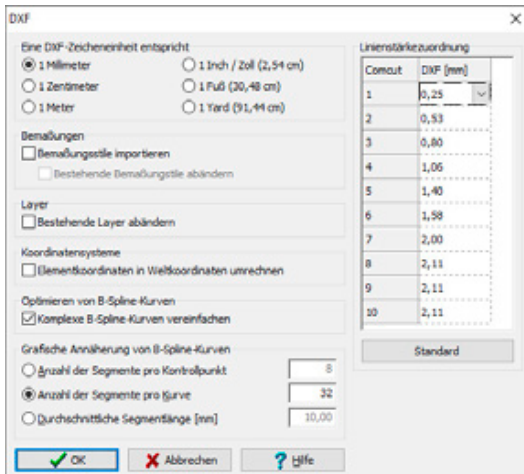 DXF
Eine DXF-Zeicheneinheit entspricht
1 Millimeter
1 Inch / Zoll (2,54 cm)
1 Zentimeter
1 Fuß (30,48 cm)
1 Meter
1 Yard (91,44 cm)
Bemaßungen
Bemaßungsstile importieren
Bestehende Bemaßungstile abändern
Layer
Bestehende Layer abändern
Koordinatensysteme
Elementkoordinaten in Weltkoordinaten umrechnen
Optimieren von B-Spline-Kurven
Komplexe B-Spline-Kurven vereinfachen
Grafische Annäherung von B-Spline-Kurven
Anzahl der Segmente pro Kontrollpunkt 8
Anzahl der Segmente pro Kurve 32
Durchschnittliche Segmentlänge [mm] 10,00
OK
Abbrechen
Hilfe
Linienstärkezuordnung
Comcut DXF [mm]
1 0,25
2 0,53
3 0,80
4 1,06
5 1,40
6 1,58
7 2,00
8 2,11
9 2,11
10 2,11
Standard